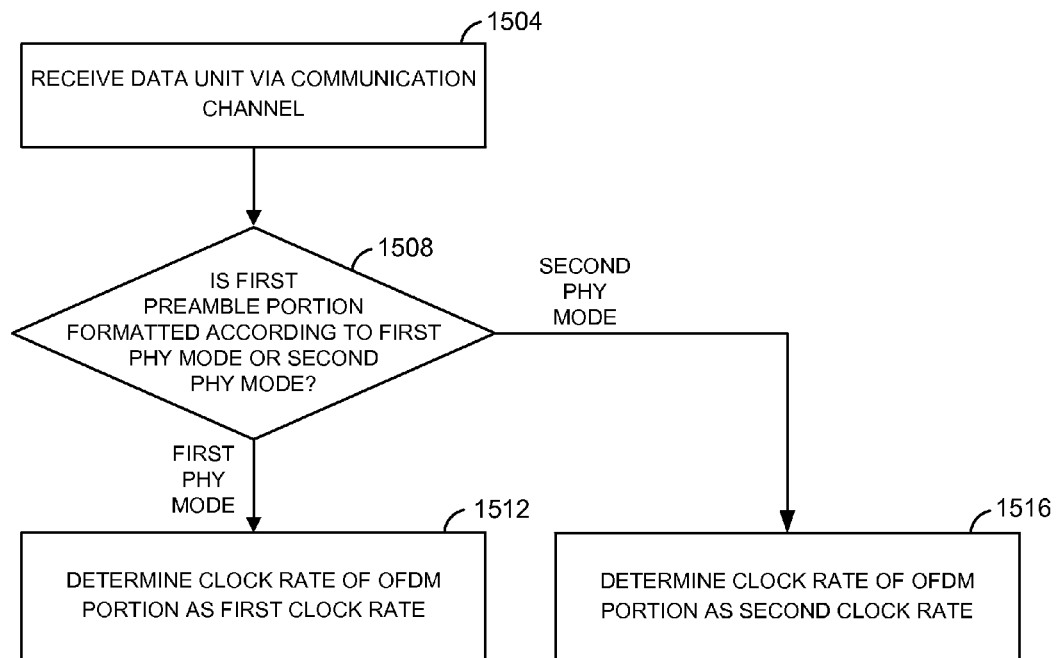 1504
RECEIVE DATA UNIT VIA COMMUNICATION
CHANNEL
1508
IS FIRST
PREAMBLE PORTION
FORMATTED ACCORDING TO FIRST
PHY MODE OR SECOND
PHY MODE?
SECOND
PHY
MODE
FIRST
PHY
MODE
1512
DETERMINE CLOCK RATE OF OFDM
PORTION AS FIRST CLOCK RATE
1516
DETERMINE CLOCK RATE OF OFDM
PORTION AS SECOND CLOCK RATE